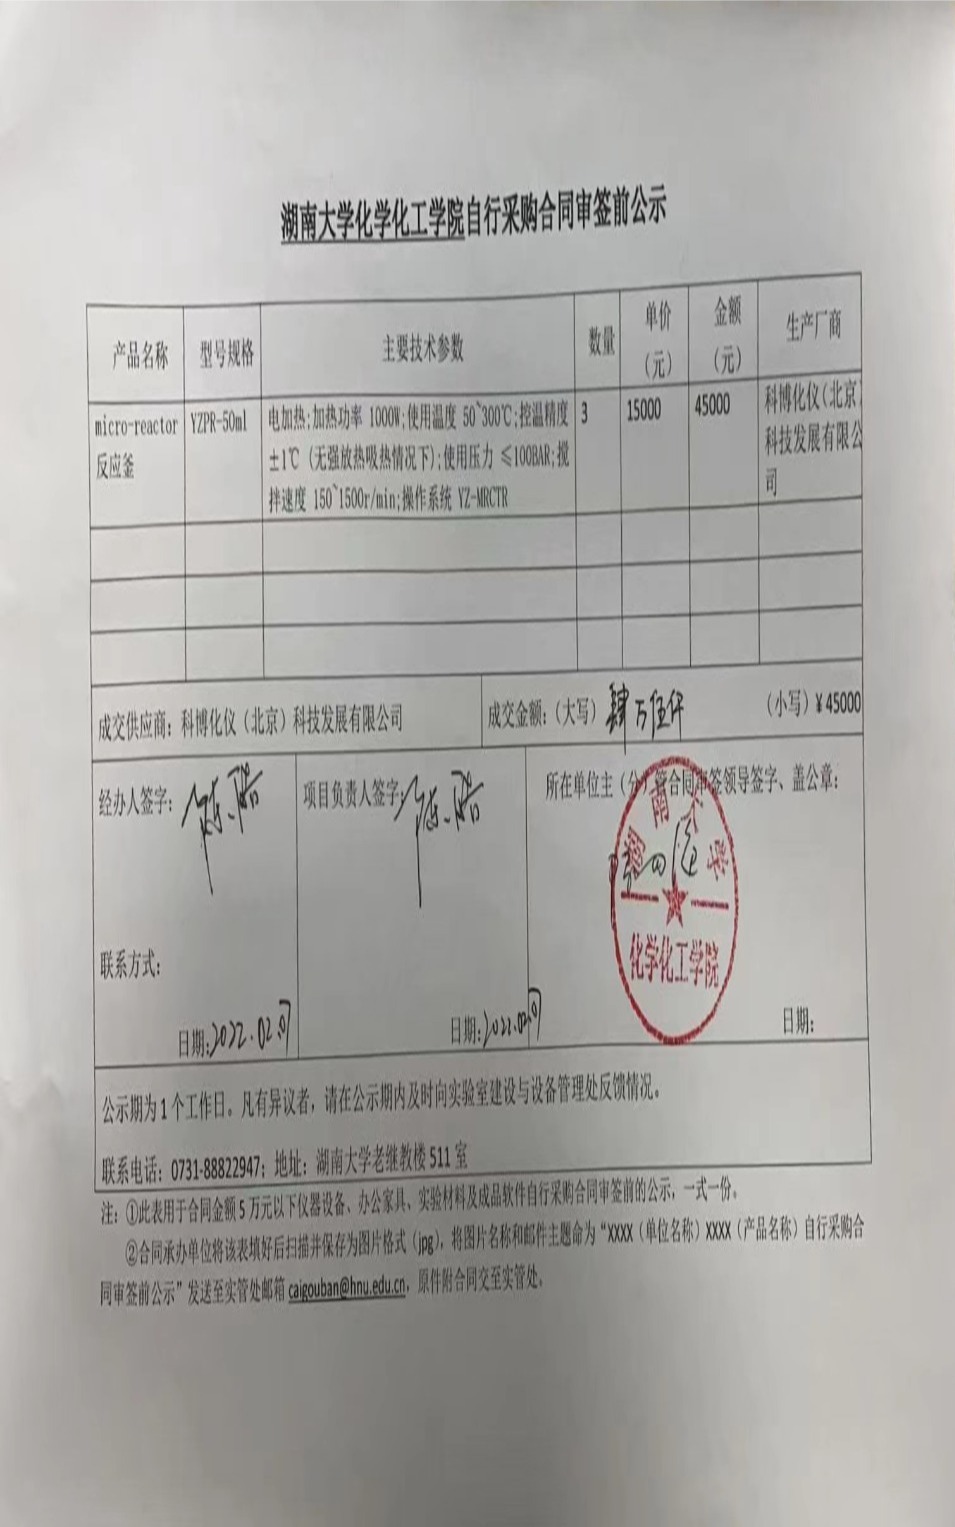 湖南大学化学化工学院自行采购合同审签前公示
产品名称 型号规格 主要技术参数 数量 单价（元） 金额（元） 生产厂商
micro-reactor YZPR-50ml 电加热;加热功率 1000W;使用温度 50~300℃;控温精度 3 15000 45000 科博化仪（北京）
反应釜 ±1℃（无强放热吸热情况下）;使用压力 ≤100BAR;搅 科技发展有限公
拌速度 150~1500r/min;操作系统 YZ-MRCTR 司
成交供应商：科博化仪（北京）科技发展有限公司 成交金额：（大写）肆万伍仟 （小写）¥45000
经办人签字： 项目负责人签字： 所在单位主（分）管合同审签领导签字、盖公章：
湖南大学
化学化工学院
联系方式：
日期:2022.02 日期:2022.02 日期：
公示期为1个工作日。凡有异议者，请在公示期内及时向实验室建设与设备管理处反馈情况。
联系电话：0731-88822947；地址：湖南大学老继教楼511室
注：①此表用于合同金额5万元以下仪器设备、办公家具、实验材料及成品软件自行采购合同审签前的公示，一式一份。
②合同承办单位将该表填好后扫描并保存为图片格式（jpg），将图片名称和邮件主题命为“XXXX（单位名称）XXXX（产品名称）自行采购合
同审签前公示”发送至实管处邮箱caigouban@hnu.edu.cn，原件附合同交至实管处。